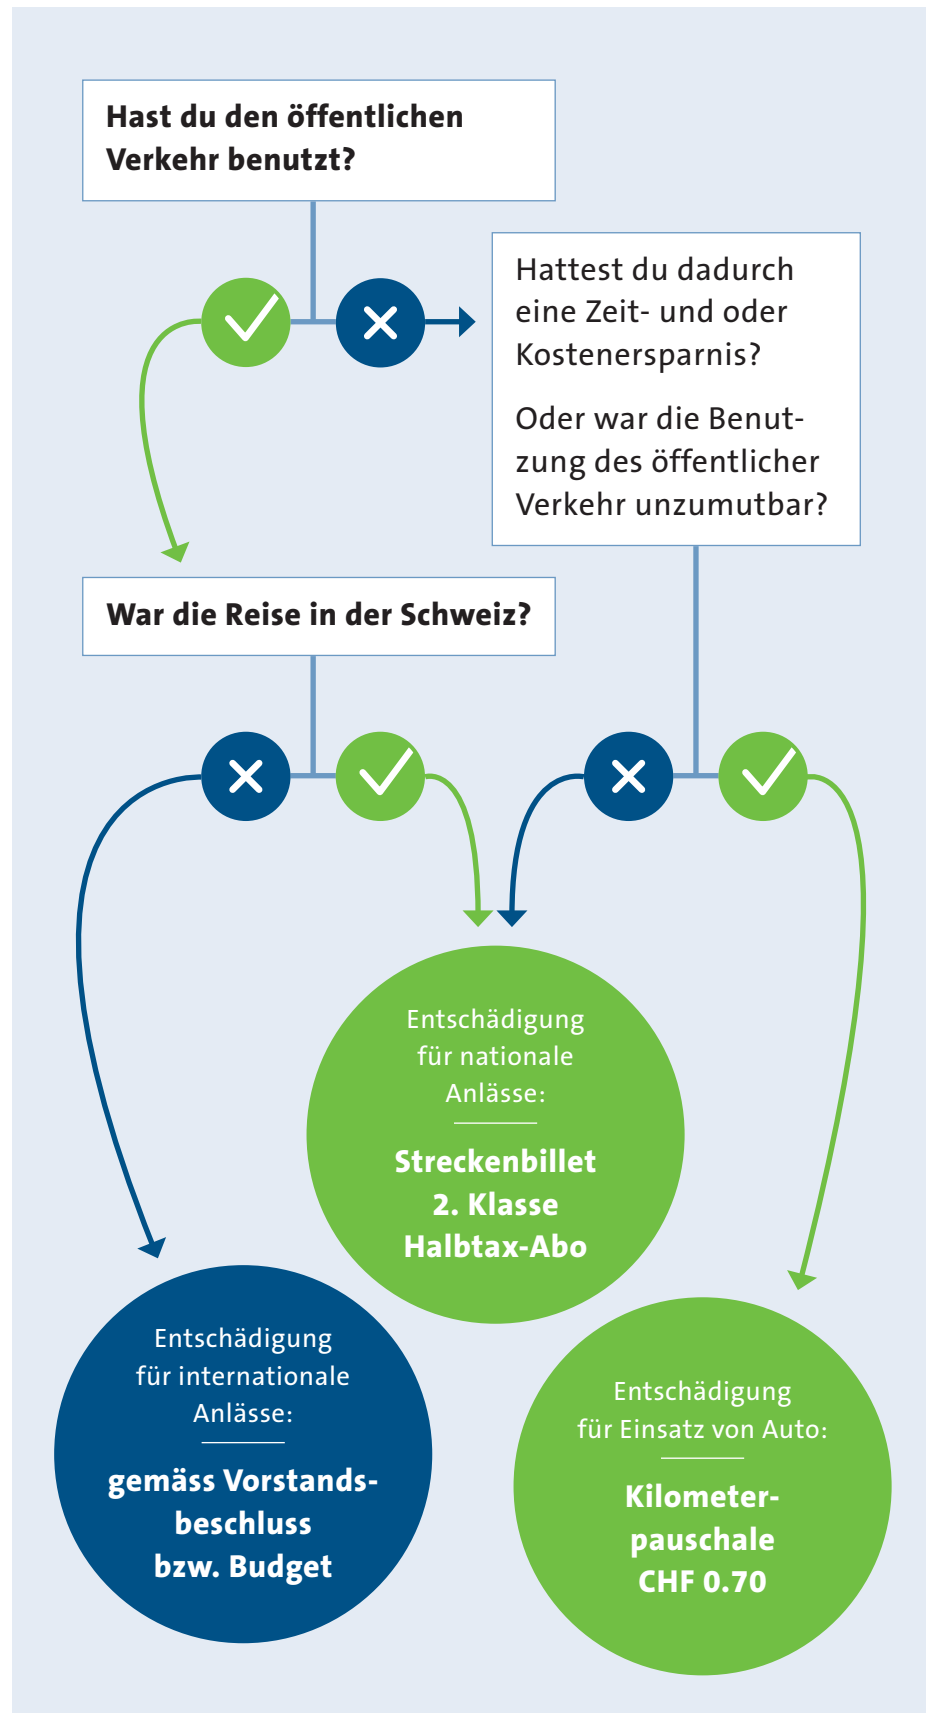 Hast du den öffentlichen
Verkehr benutzt?
Hattest du dadurch
eine Zeit- und oder
Kostenersparnis?
Oder war die Benut-
zung des öffentlicher
Verkehr unzumutbar?
War die Reise in der Schweiz?
Entschädigung
für nationale
Anlässe:
Streckenbillet
2. Klasse
Halbtax-Abo
Entschädigung
für internationale
Anlässe:
gemäss Vorstands-
beschluss
bzw. Budget
Entschädigung
für Einsatz von Auto:
Kilometer-
pauschale
CHF 0.70